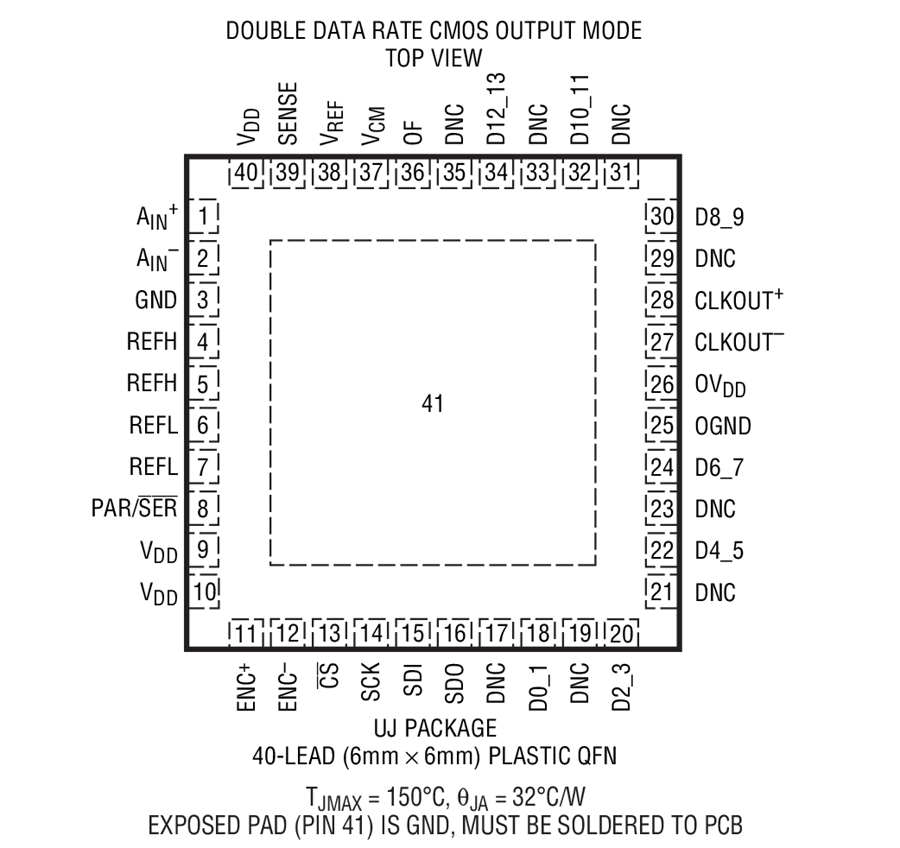 DOUBLE DATA RATE CMOS OUTPUT MODE
TOP VIEW
VDD SENSE VREF VCM OF DNC D12_13 DNC D10_11 DNC
40 39 38 37 36 35 34 33 32 31
AIN+ 1 30 D8_9
AIN– 2 29 DNC
GND 3 28 CLKOUT+
REFH 4 27 CLKOUT–
REFH 5 26 OVDD
41
REFL 6 25 OGND
REFL 7 24 D6_7
PAR/S̅E̅R̅ 8 23 DNC
VDD 9 22 D4_5
VDD 10 21 DNC
11 12 13 14 15 16 17 18 19 20
ENC+ ENC– C̅S̅ SCK SDI SDO DNC D0_1 DNC D2_3
UJ PACKAGE
40-LEAD (6mm × 6mm) PLASTIC QFN
TJMAX = 150°C, θJA = 32°C/W
EXPOSED PAD (PIN 41) IS GND, MUST BE SOLDERED TO PCB